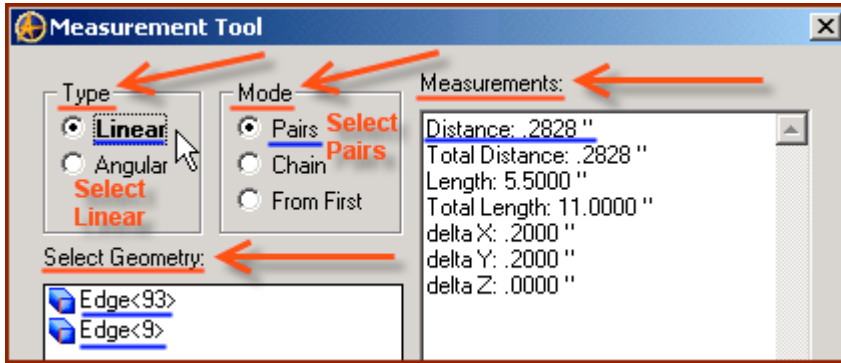 Measurement Tool
Type
Linear
Angular
Select
Linear
Mode
Pairs
Select
Pairs
Chain
From First
Measurements:
Distance: .2828 "
Total Distance: .2828 "
Length: 5.5000 "
Total Length: 11.0000 "
delta X: .2000 "
delta Y: .2000 "
delta Z: .0000 "
Select Geometry:
Edge<93>
Edge<9>